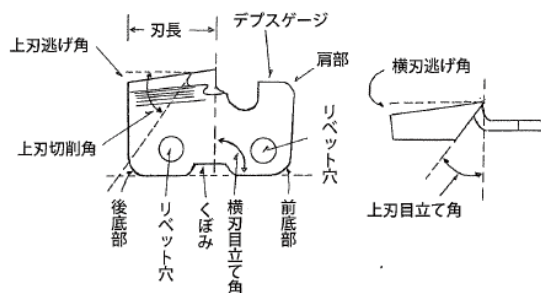 刃長
デプスゲージ
上刃逃げ角
肩部
横刃逃げ角
上刃切削角
リベット穴
上刃目立て角
後底部
リベット穴
くぼみ
横刃目立て角
前底部